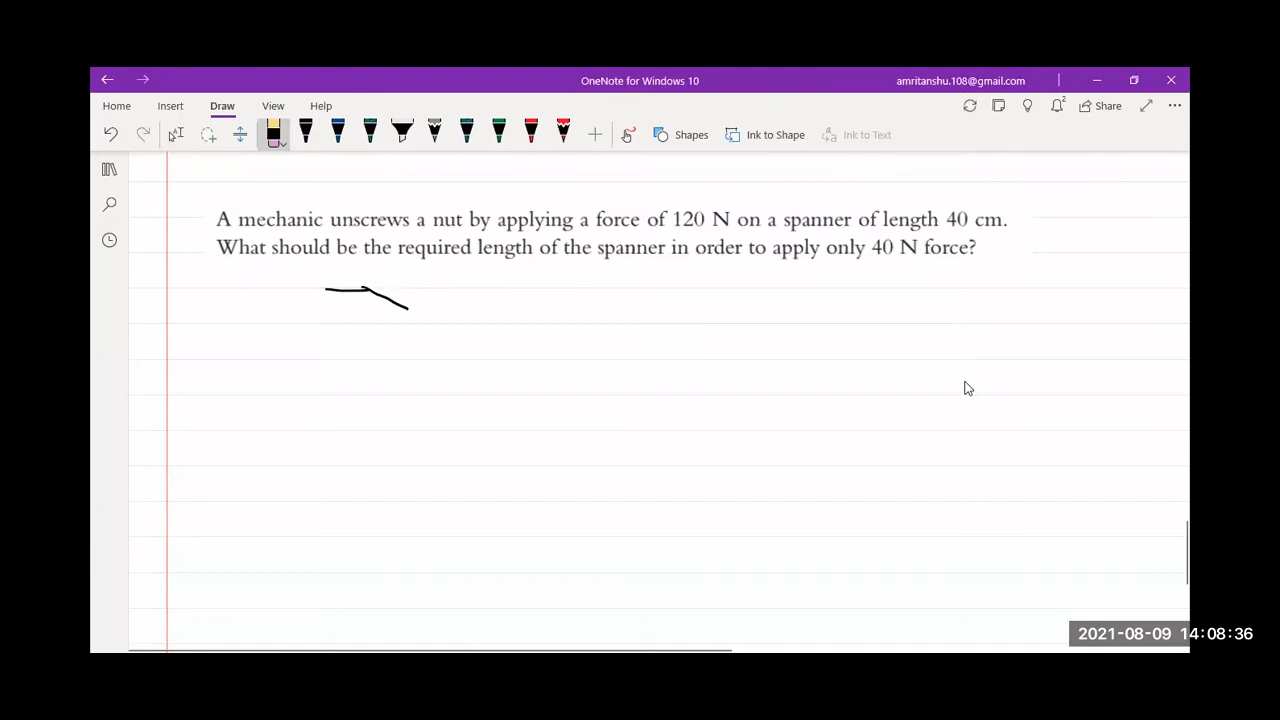 OneNote for Windows 10
amritanshu.108@gmail.com
Home Insert Draw View Help
2 Share
Shapes Ink to Shape Ink to Text
A mechanic unscrews a nut by applying a force of 120 N on a spanner of length 40 cm.
What should be the required length of the spanner in order to apply only 40 N force?
2021-08-09 14:08:36